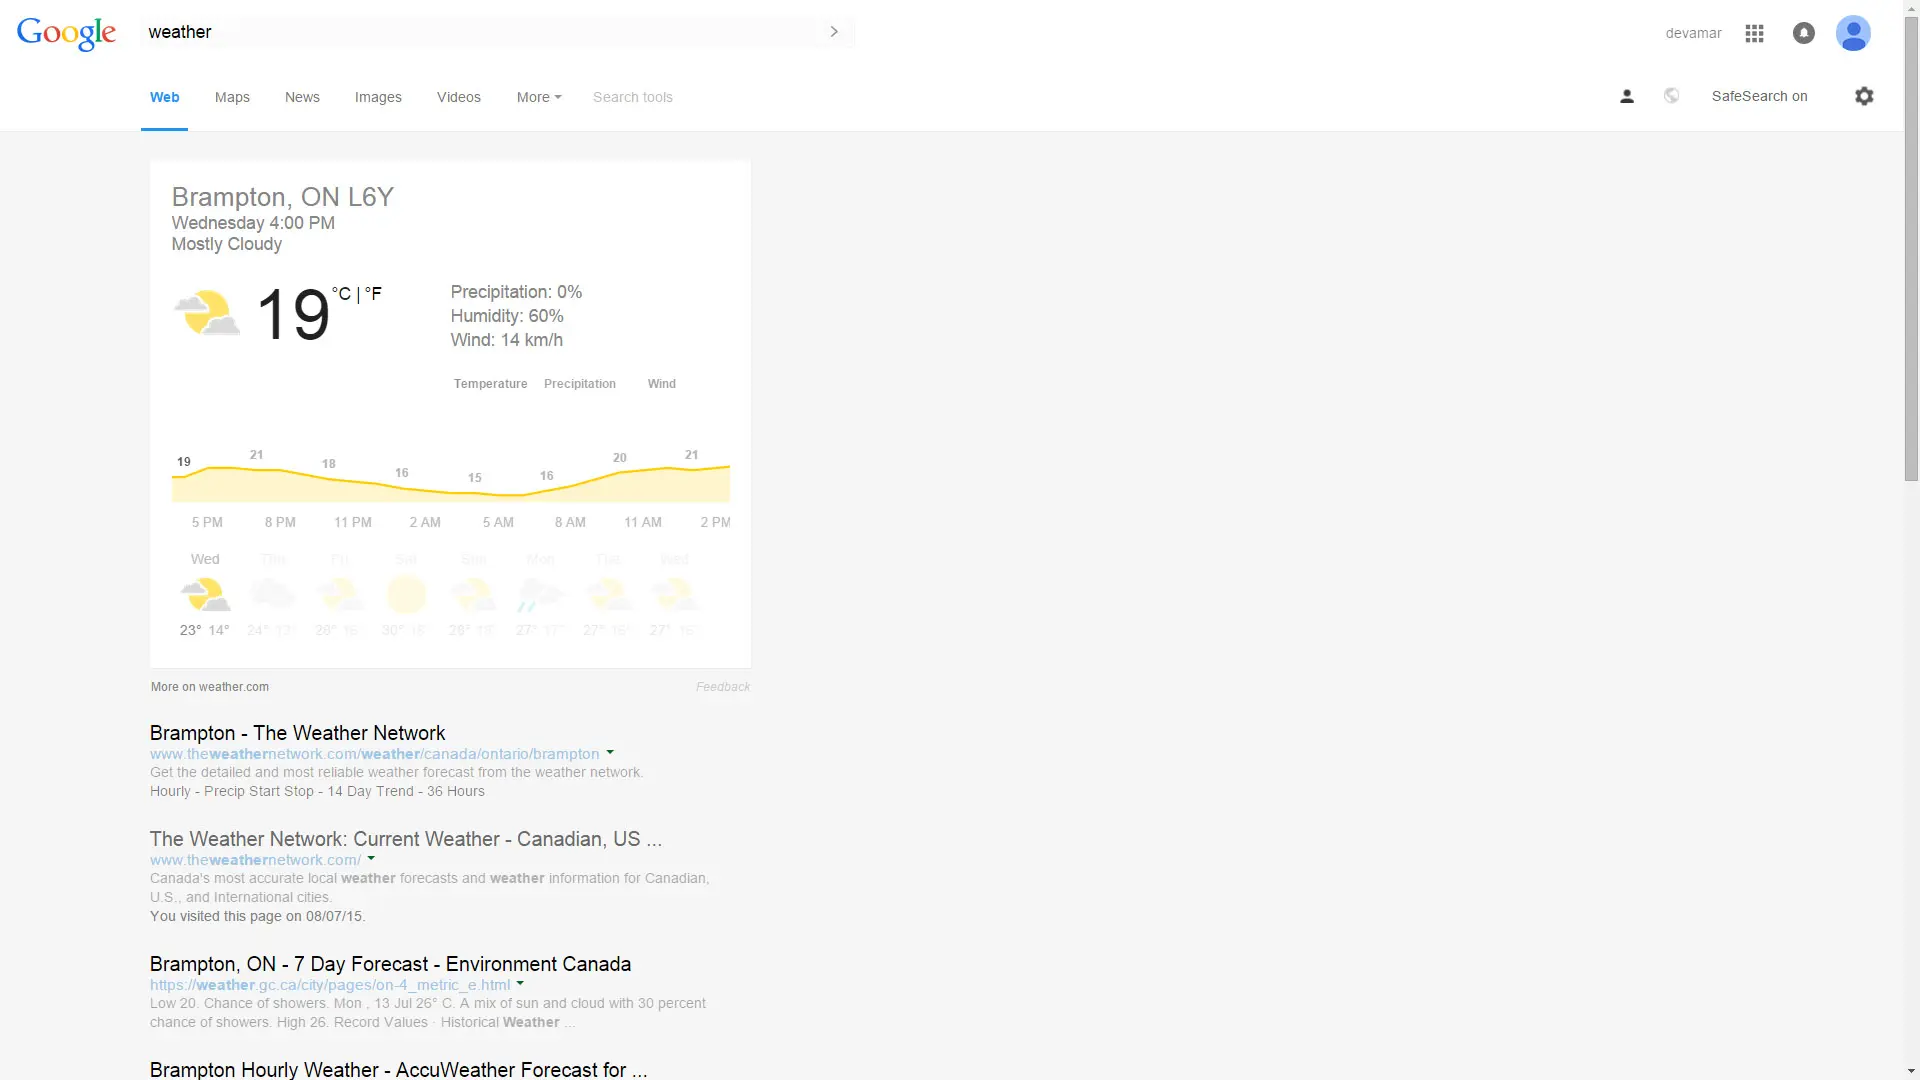 Google
weather
devamar
Web Maps News Images Videos More Search tools
SafeSearch on
Brampton, ON L6Y
Wednesday 4:00 PM
Mostly Cloudy
19 °C | °F
Precipitation: 0%
Humidity: 60%
Wind: 14 km/h
Temperature Precipitation Wind
19 21 18 16 15 16 20 21
5 PM 8 PM 11 PM 2 AM 5 AM 8 AM 11 AM 2 PM
Wed Thu Fri Sat Sun Mon Tue Wed
23° 14° 24° 28° 30° 27° 27° 27°
More on weather.com
Feedback
Brampton - The Weather Network
www.theweathernetwork.com/weather/canada/ontario/brampton
Get the detailed and most reliable weather forecast from the weather network.
Hourly - Precip Start Stop - 14 Day Trend - 36 Hours
The Weather Network: Current Weather - Canadian, US ...
www.theweathernetwork.com/
Canada's most accurate local weather forecasts and weather information for Canadian,
U.S., and International cities.
You visited this page on 08/07/15.
Brampton, ON - 7 Day Forecast - Environment Canada
https://weather.gc.ca/city/pages/on-4_metric_e.html
Low 20. Chance of showers. Mon , 13 Jul 26° C. A mix of sun and cloud with 30 percent
chance of showers. High 26. Record Values · Historical Weather ...
Brampton Hourly Weather - AccuWeather Forecast for ...